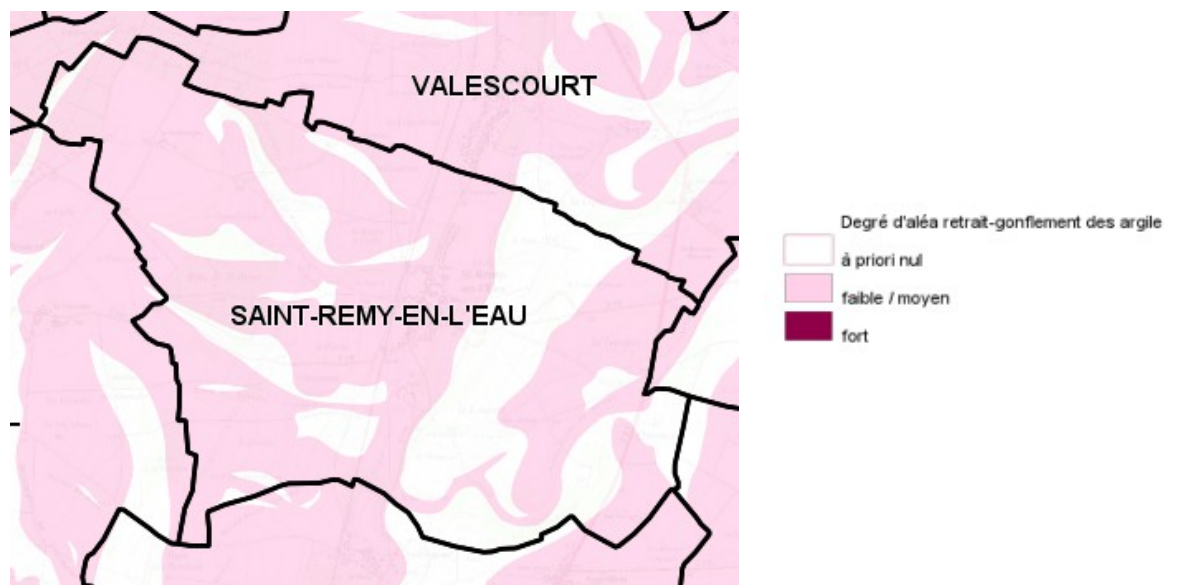 VALESCOURT
SAINT-REMY-EN-L'EAU
Degré d'aléa retrait-gonflement des argile
à priori nul
faible / moyen
fort